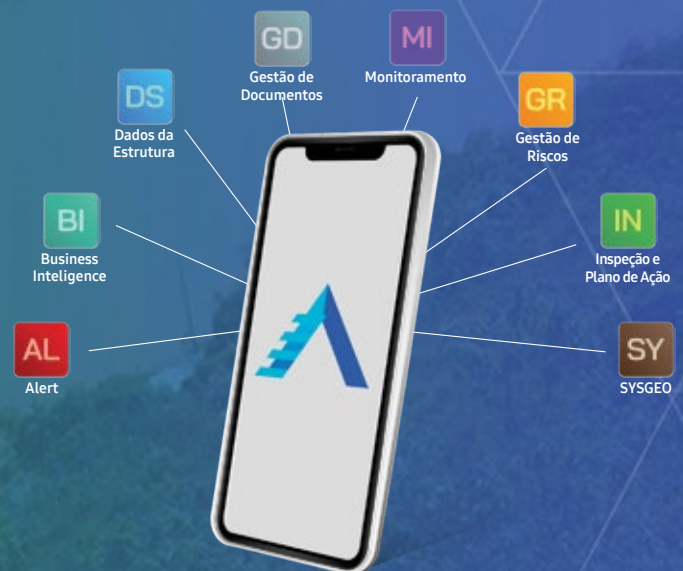 GD
Gestão de
Documentos
MI
Monitoramento
DS
Dados da
Estrutura
GR
Gestão de
Riscos
BI
Business
Inteligence
IN
Inspeção e
Plano de Ação
AL
Alert
SY
SYSGEO